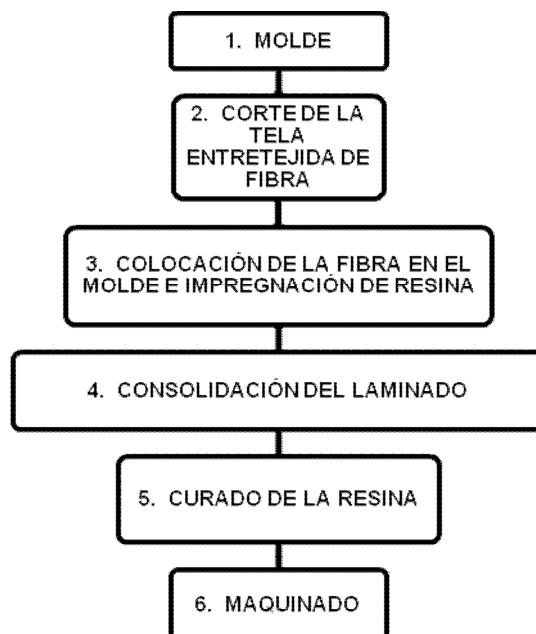 1. MOLDE
2. CORTE DE LA
TELA
ENTRETEJIDA DE
FIBRA
3. COLOCACIÓN DE LA FIBRA EN EL
MOLDE E IMPREGNACIÓN DE RESINA
4. CONSOLIDACIÓN DEL LAMINADO
5. CURADO DE LA RESINA
6. MAQUINADO